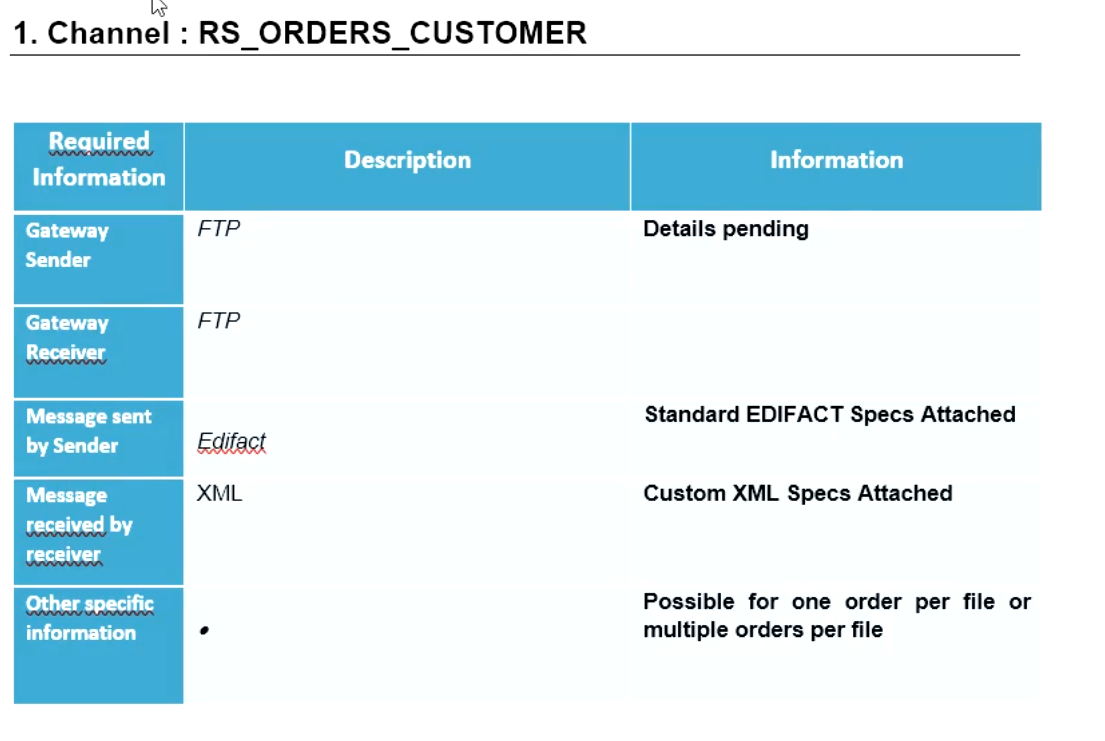 1. Channel : RS_ORDERS_CUSTOMER
Required
Information
Description
Information
Gateway
Sender
FTP
Details pending
Gateway
Receiver
FTP
Message sent
by Sender
Edifact
Standard EDIFACT Specs Attached
Message
received by
receiver
XML
Custom XML Specs Attached
Other specific
information
•
Possible for one order per file or
multiple orders per file